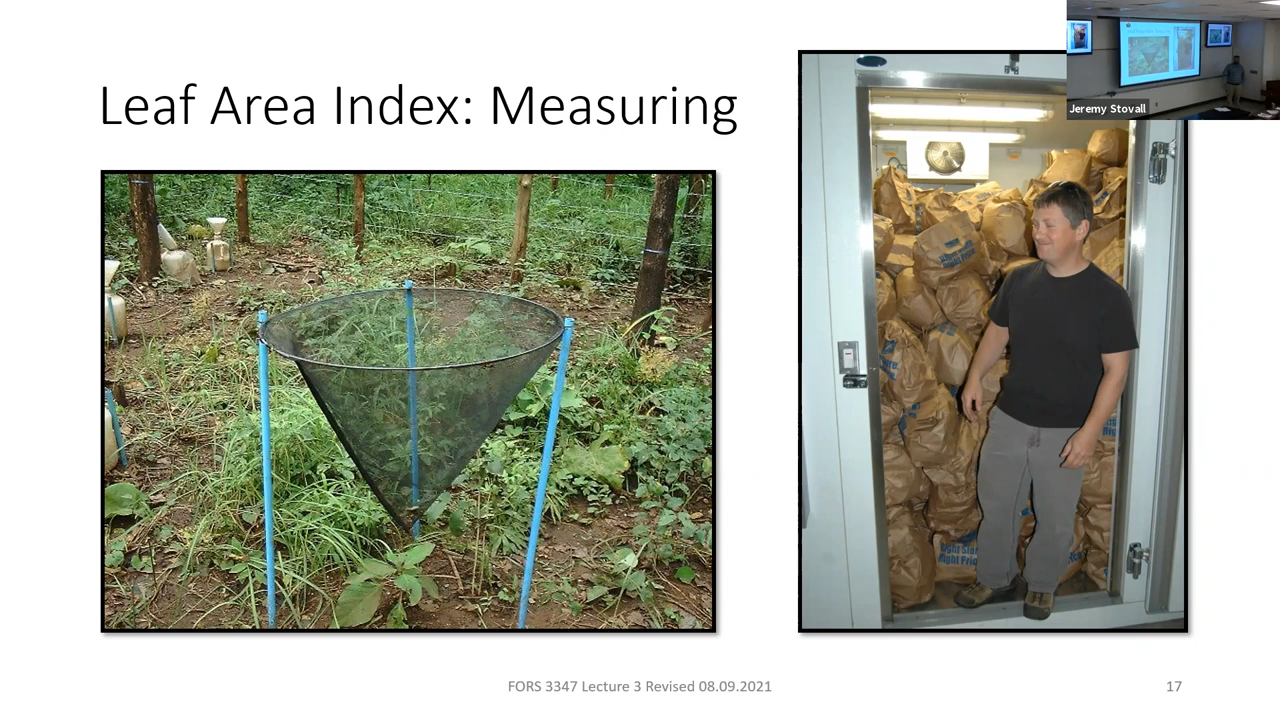 Leaf Area Index: Measuring
Jeremy Stovall
FORS 3347 Lecture 3 Revised 08.09.2021
17